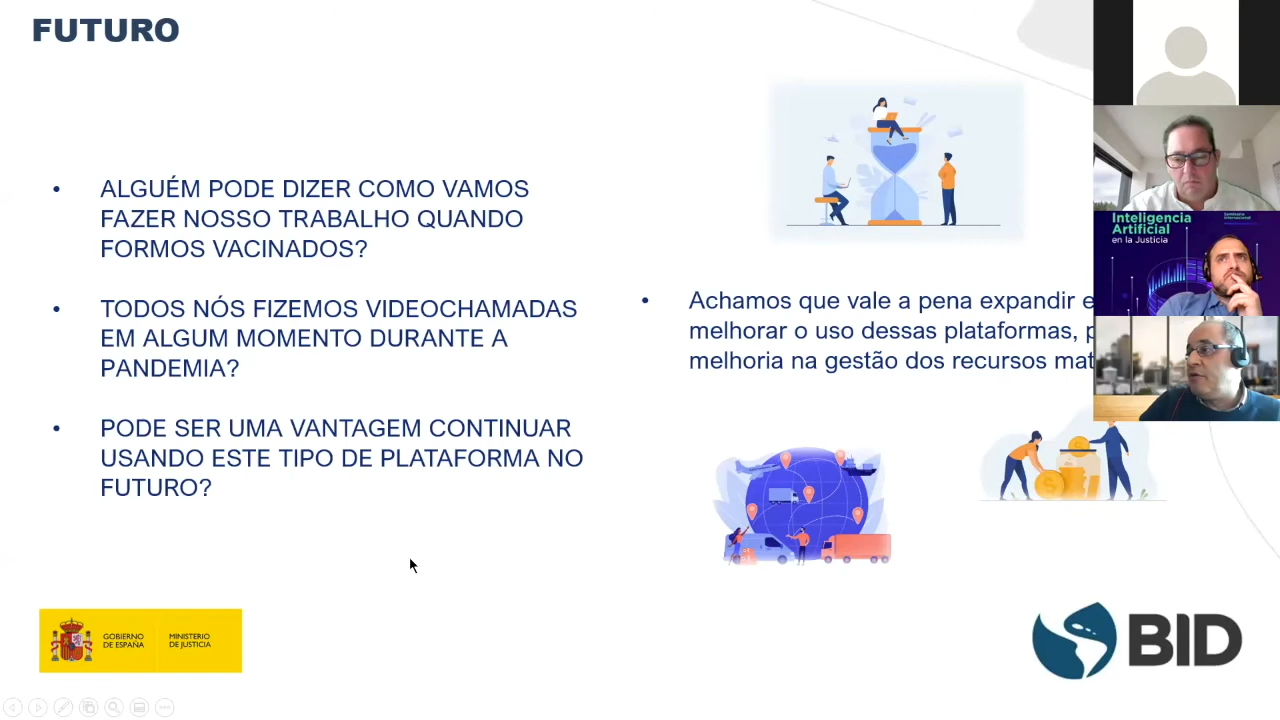 FUTURO
• ALGUÉM PODE DIZER COMO VAMOS
FAZER NOSSO TRABALHO QUANDO
FORMOS VACINADOS?
• TODOS NÓS FIZEMOS VIDEOCHAMADAS
EM ALGUM MOMENTO DURANTE A
PANDEMIA?
• PODE SER UMA VANTAGEM CONTINUAR
USANDO ESTE TIPO DE PLATAFORMA NO
FUTURO?
• Achamos que vale a pena expandir e
melhorar o uso dessas plataformas,
melhoria na gestão dos recursos
Inteligencia
Artificial
en la Justicia
Seminario
Internacional
GOBIERNO
DE ESPAÑA
MINISTERIO
DE JUSTICIA
BID